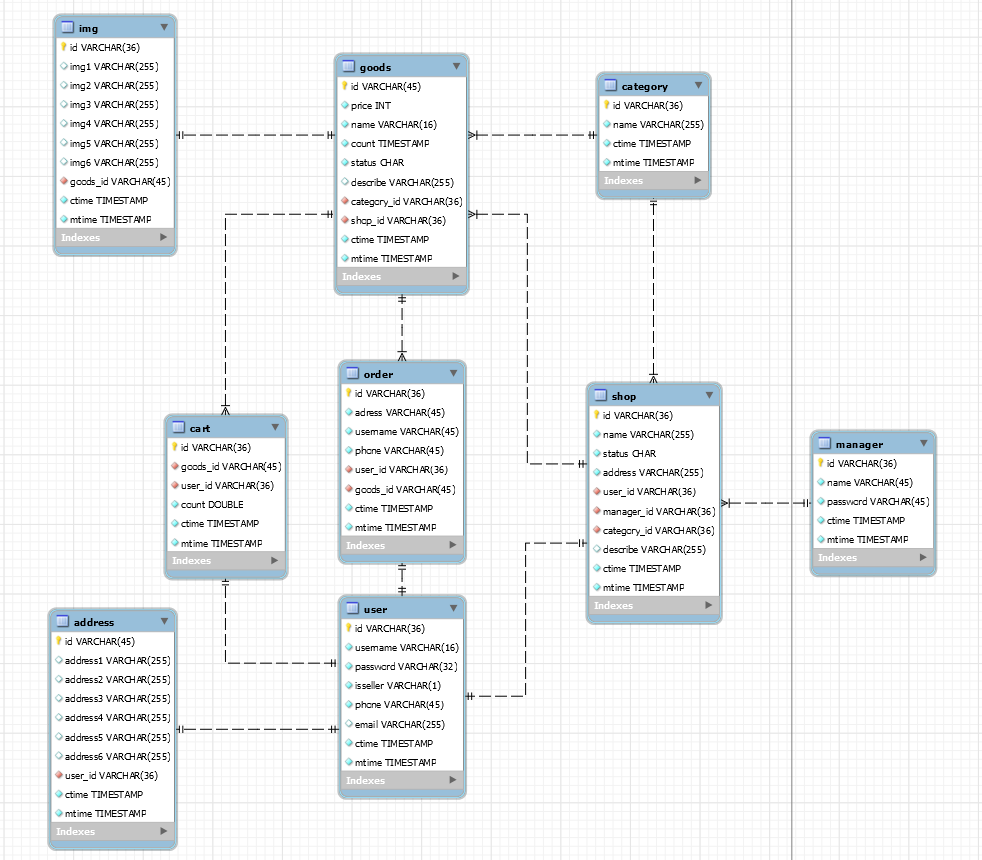 img
id VARCHAR(36)
img1 VARCHAR(255)
img2 VARCHAR(255)
img3 VARCHAR(255)
img4 VARCHAR(255)
img5 VARCHAR(255)
img6 VARCHAR(255)
goods_id VARCHAR(45)
ctime TIMESTAMP
mtime TIMESTAMP
Indexes
goods
id VARCHAR(45)
price INT
name VARCHAR(16)
count TIMESTAMP
status CHAR
describe VARCHAR(255)
category_id VARCHAR(36)
shop_id VARCHAR(36)
ctime TIMESTAMP
mtime TIMESTAMP
Indexes
category
id VARCHAR(36)
name VARCHAR(255)
ctime TIMESTAMP
mtime TIMESTAMP
Indexes
cart
id VARCHAR(36)
goods_id VARCHAR(45)
user_id VARCHAR(36)
count DOUBLE
ctime TIMESTAMP
mtime TIMESTAMP
Indexes
order
id VARCHAR(36)
adress VARCHAR(45)
username VARCHAR(45)
phone VARCHAR(45)
user_id VARCHAR(36)
goods_id VARCHAR(45)
ctime TIMESTAMP
mtime TIMESTAMP
Indexes
shop
id VARCHAR(36)
name VARCHAR(255)
status CHAR
address VARCHAR(255)
user_id VARCHAR(36)
manager_id VARCHAR(36)
category_id VARCHAR(36)
describe VARCHAR(255)
ctime TIMESTAMP
mtime TIMESTAMP
Indexes
manager
id VARCHAR(36)
name VARCHAR(45)
password VARCHAR(45)
ctime TIMESTAMP
mtime TIMESTAMP
Indexes
address
id VARCHAR(45)
address1 VARCHAR(255)
address2 VARCHAR(255)
address3 VARCHAR(255)
address4 VARCHAR(255)
address5 VARCHAR(255)
address6 VARCHAR(255)
user_id VARCHAR(36)
ctime TIMESTAMP
mtime TIMESTAMP
Indexes
user
id VARCHAR(36)
username VARCHAR(16)
password VARCHAR(32)
isseller VARCHAR(1)
phone VARCHAR(45)
email VARCHAR(255)
ctime TIMESTAMP
mtime TIMESTAMP
Indexes